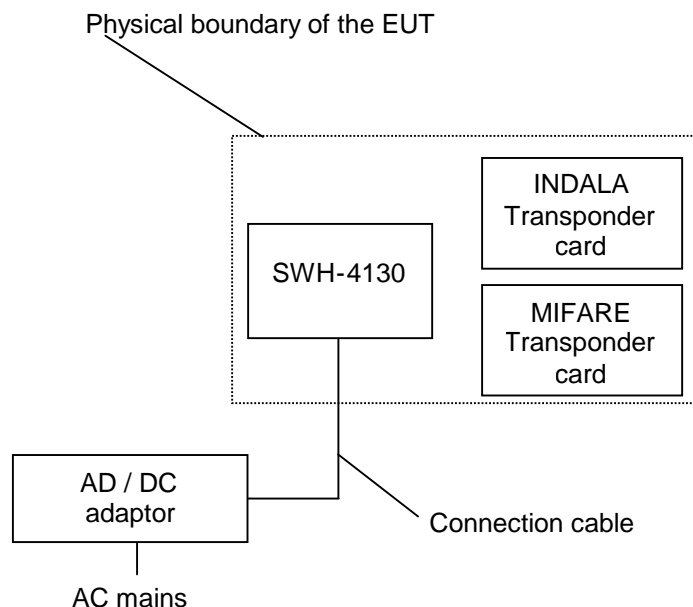 Physical boundary of the EUT
INDALA
Transponder
card
SWH-4130
MIFARE
Transponder
card
AD / DC
adaptor
Connection cable
AC mains